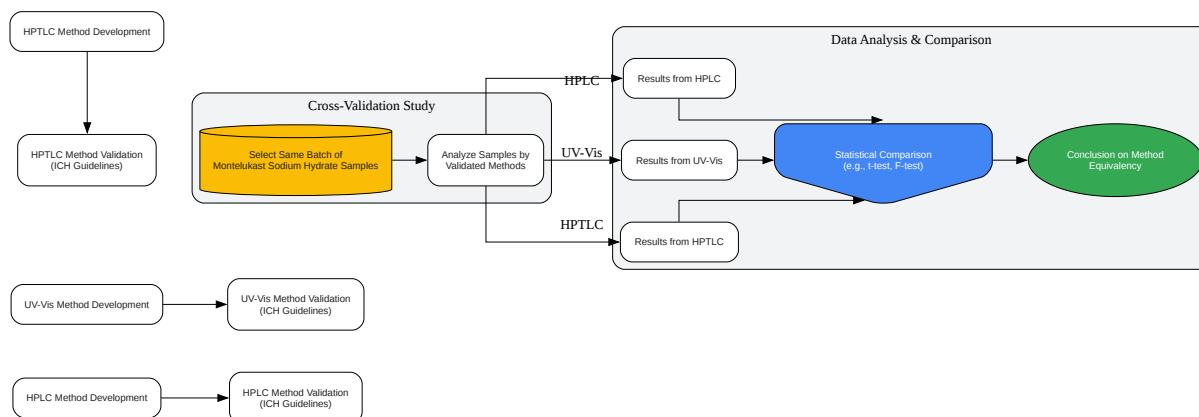 HPTLC Method Development
HPTLC Method Validation
(ICH Guidelines)
Cross-Validation Study
Select Same Batch of
Montelukast Sodium Hydrate Samples
Analyze Samples by
Validated Methods
HPLC
UV-Vis
HPTLC
Data Analysis & Comparison
Results from HPLC
Results from UV-Vis
Results from HPTLC
Statistical Comparison
(e.g., t-test, F-test)
Conclusion on Method
Equivalency
UV-Vis Method Development
UV-Vis Method Validation
(ICH Guidelines)
HPLC Method Development
HPLC Method Validation
(ICH Guidelines)